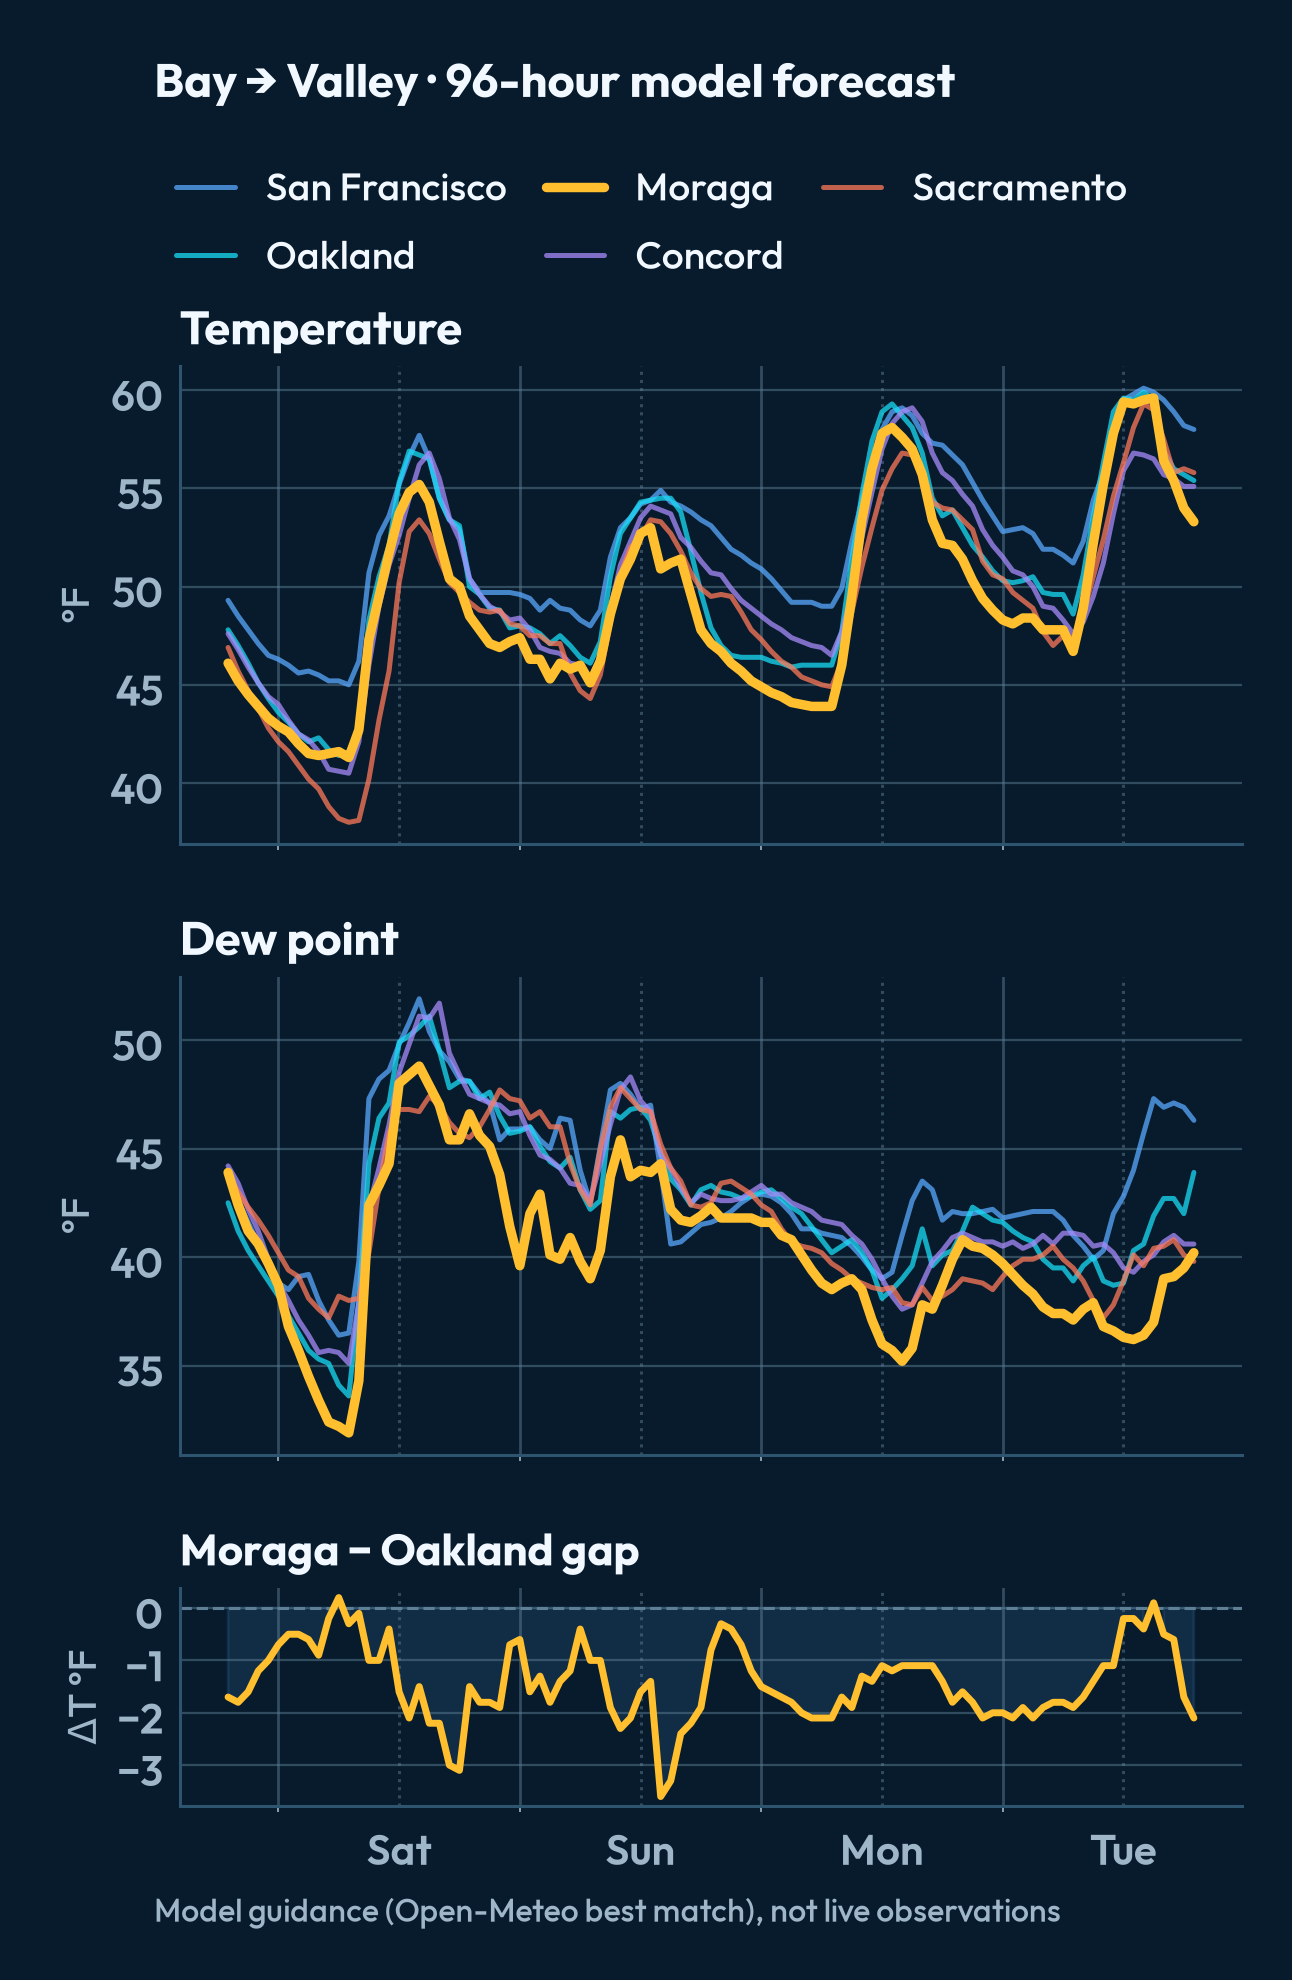 Bay → Valley · 96-hour model forecast
San Francisco Moraga Sacramento
Oakland Concord
Temperature
60
55
50
45
40
°F
Dew point
50
45
40
35
°F
Moraga − Oakland gap
0
−1
−2
−3
ΔT °F
Sat Sun Mon Tue
Model guidance (Open-Meteo best match), not live observations